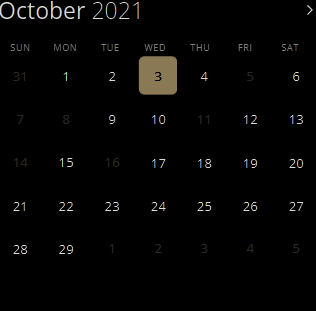 October 2021 >
SUN MON TUE WED THU FRI SAT
31 1 2 3 4 5 6
7 8 9 10 11 12 13
14 15 16 17 18 19 20
21 22 23 24 25 26 27
28 29 1 2 3 4 5